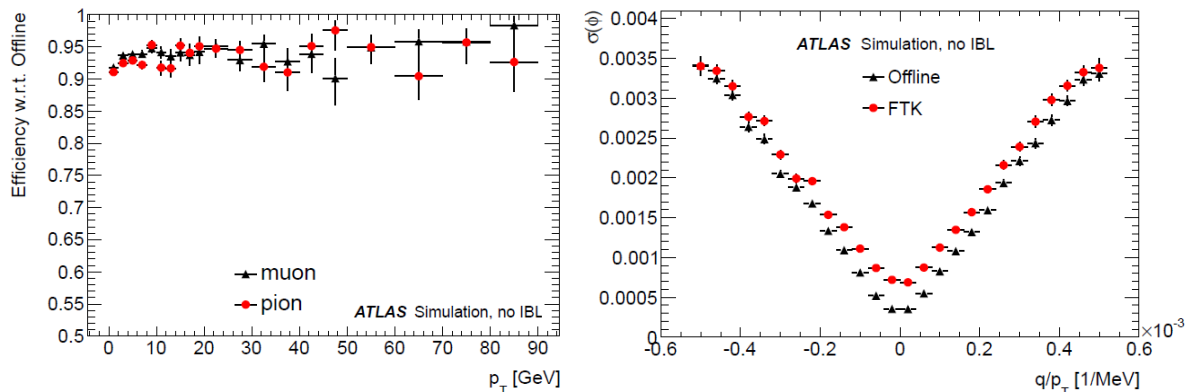 Efficiency w.r.t. Offline
1
0.95
0.9
0.85
0.8
0.75
0.7
0.65
0.6
0.55
0.5
muon
pion
ATLAS Simulation, no IBL
0 10 20 30 40 50 60 70 80 90
p_T [GeV]
σ(ϕ)
0.004
0.0035
0.003
0.0025
0.002
0.0015
0.001
0.0005
0
ATLAS Simulation, no IBL
Offline
FTK
×10⁻³
-0.6 -0.4 -0.2 0 0.2 0.4 0.6
q/p_T [1/MeV]